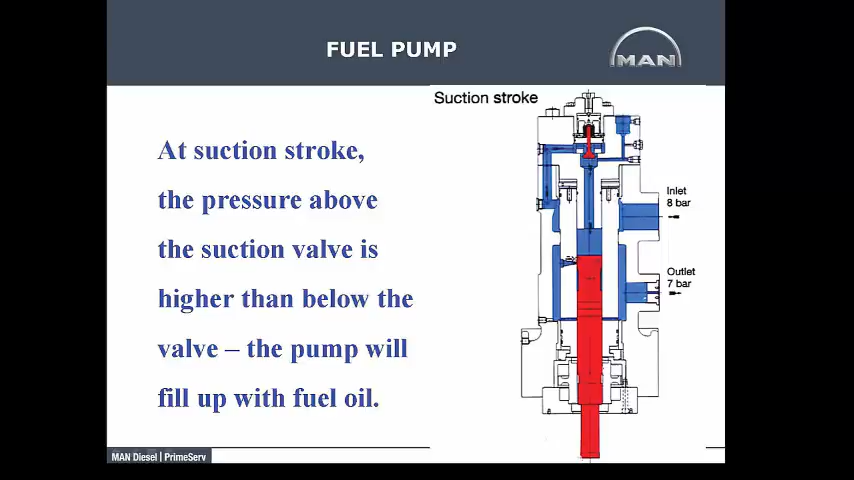 FUEL PUMP
MAN
Suction stroke
At suction stroke,
the pressure above
the suction valve is
higher than below the
valve – the pump will
fill up with fuel oil.
Inlet
8 bar
Outlet
7 bar
MAN Diesel | PrimeServ